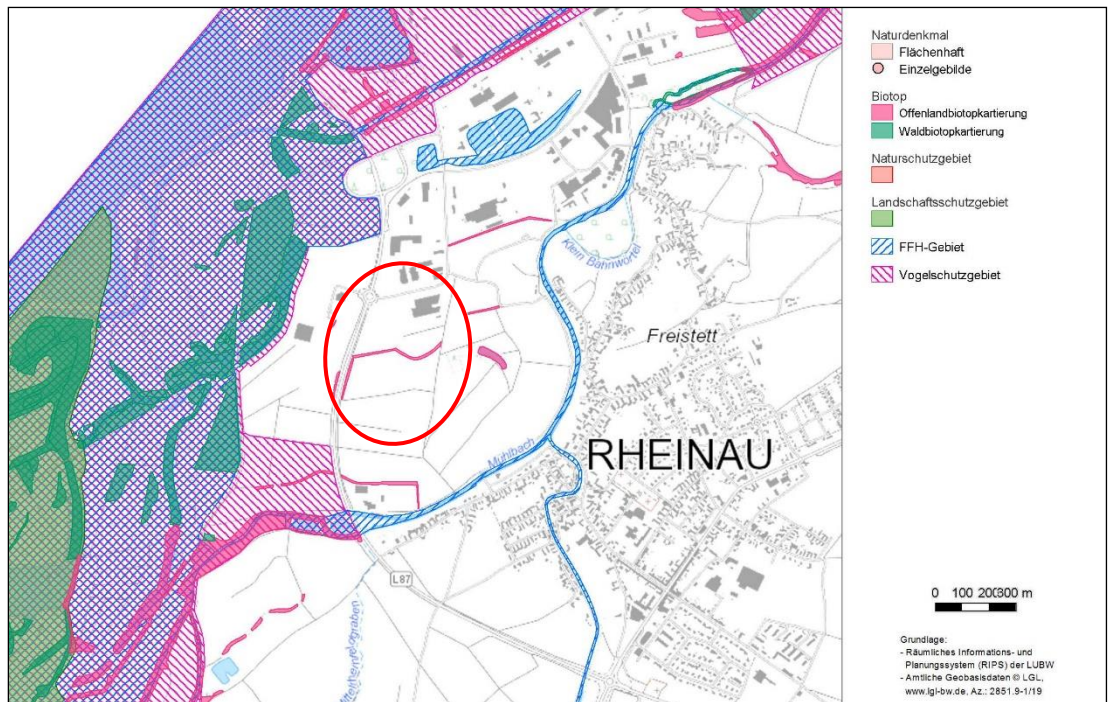 Klein Bahnwörtel
Freistett
RHEINAU
Mühlbach
L87
Naturdenkmal
Flächenhaft
Einzelgebilde
Biotop
Offenlandbiotopkartierung
Waldbiotopkartierung
Naturschutzgebiet
Landschaftsschutzgebiet
FFH-Gebiet
Vogelschutzgebiet
0 100 200300 m
Grundlage:
- Räumliches Informations- und
Planungssystem (RIPS) der LUBW
- Amtliche Geobasisdaten © LGL,
www.lgl-bw.de, Az.: 2851.9-1/19